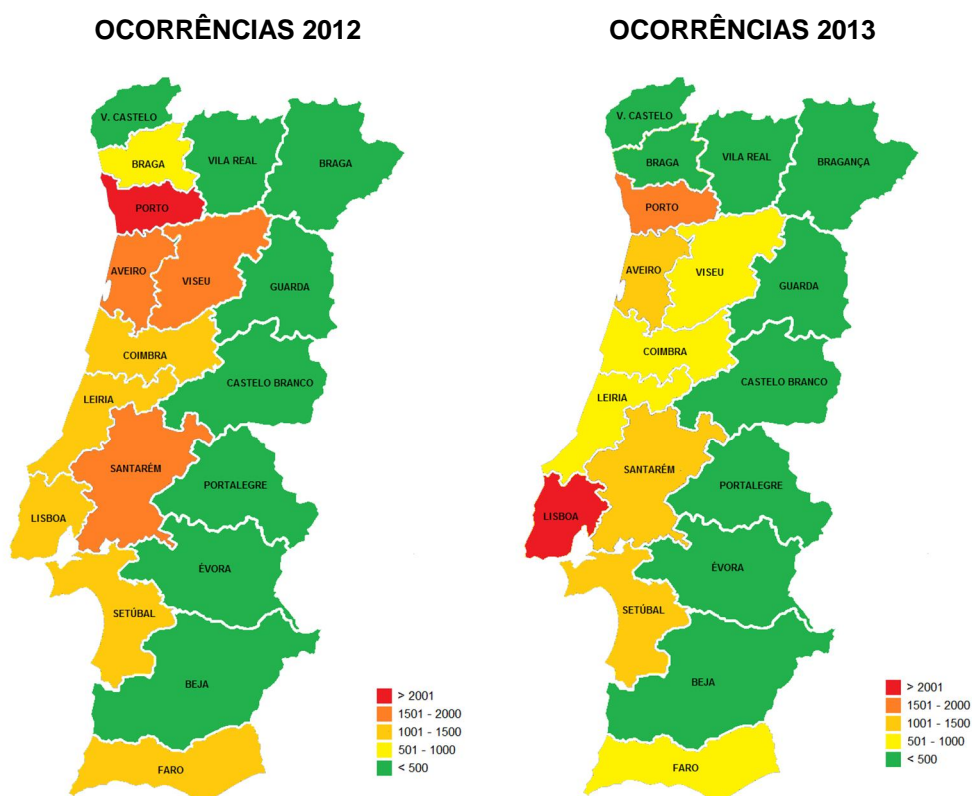 OCORRÊNCIAS 2012
V. CASTELO
BRAGA
VILA REAL
BRAGA
PORTO
AVEIRO
VISEU
GUARDA
COIMBRA
CASTELO BRANCO
LEIRIA
SANTARÉM
PORTALEGRE
LISBOA
ÉVORA
SETÚBAL
BEJA
FARO
> 2001
1501 - 2000
1001 - 1500
501 - 1000
< 500
OCORRÊNCIAS 2013
V. CASTELO
BRAGA
VILA REAL
BRAGANÇA
PORTO
AVEIRO
VISEU
GUARDA
COIMBRA
CASTELO BRANCO
LEIRIA
SANTARÉM
PORTALEGRE
LISBOA
ÉVORA
SETÚBAL
BEJA
FARO
> 2001
1501 - 2000
1001 - 1500
501 - 1000
< 500